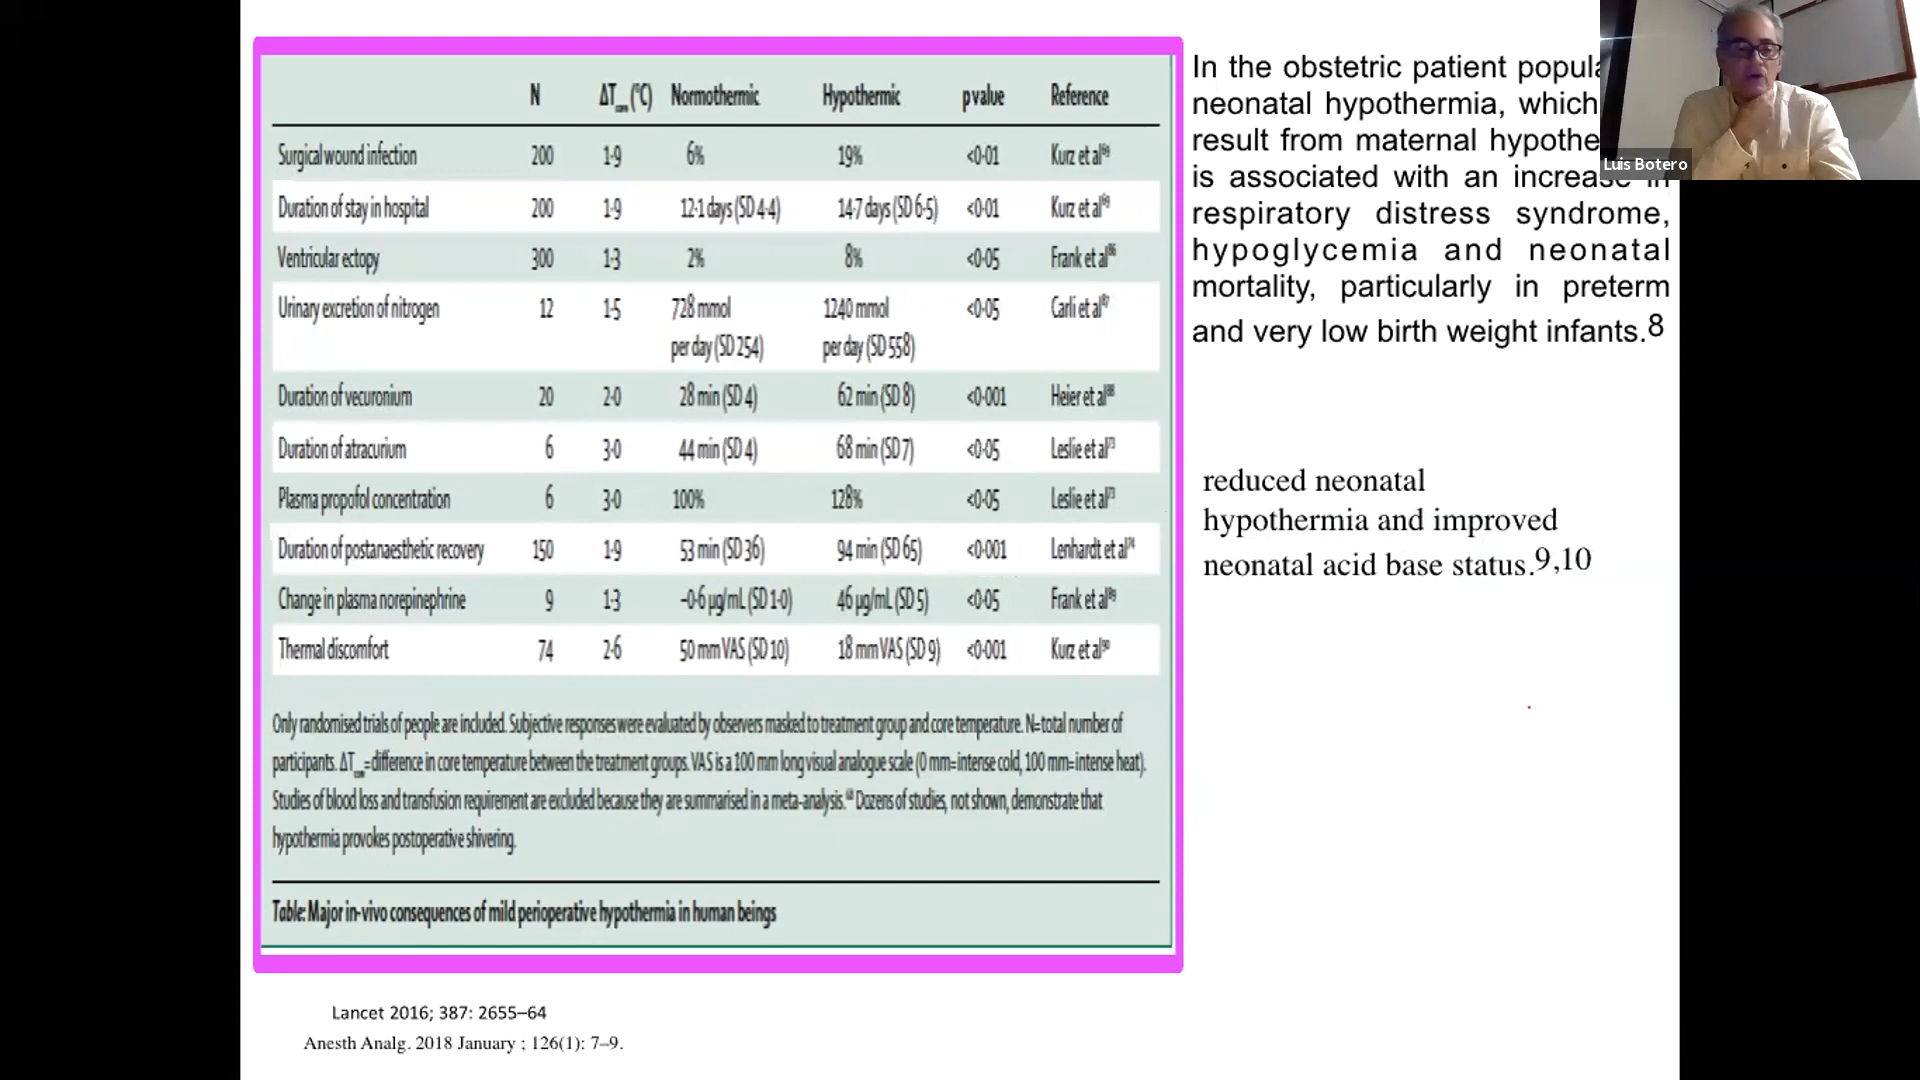 N ΔTcore (°C) Normothermic Hypothermic p value Reference
Surgical wound infection 200 1·9 6% 19% <0·01 Kurz et al⁶⁹
Duration of stay in hospital 200 1·9 12·1 days (SD 4·4) 14·7 days (SD 6·5) <0·01 Kurz et al⁶⁹
Ventricular ectopy 300 1·3 2% 8% <0·05 Frank et al⁸⁶
Urinary excretion of nitrogen 12 1·5 728 mmol 1240 mmol <0·05 Carli et al⁸⁷
per day (SD 254) per day (SD 558)
Duration of vecuronium 20 2·0 28 min (SD 4) 62 min (SD 8) <0·001 Heier et al⁸⁸
Duration of atracurium 6 3·0 44 min (SD 4) 68 min (SD 7) <0·05 Leslie et al⁷³
Plasma propofol concentration 6 3·0 100% 128% <0·05 Leslie et al⁷³
Duration of postanaesthetic recovery 150 1·9 53 min (SD 36) 94 min (SD 65) <0·001 Lenhardt et al⁷⁴
Change in plasma norepinephrine 9 1·3 –0·6 µg/mL (SD 1·0) 46 µg/mL (SD 5) <0·05 Frank et al⁸⁹
Thermal discomfort 74 2·6 50 mm VAS (SD 10) 18 mm VAS (SD 9) <0·001 Kurz et al⁹⁰
Only randomised trials of people are included. Subjective responses were evaluated by observers masked to treatment group and core temperature. N=total number of
participants. ΔTcore=difference in core temperature between the treatment groups. VAS is a 100 mm long visual analogue scale (0 mm=intense cold, 100 mm=intense heat).
Studies of blood loss and transfusion requirement are excluded because they are summarised in a meta-analysis. Dozens of studies, not shown, demonstrate that
hypothermia provokes postoperative shivering.
Table: Major in-vivo consequences of mild perioperative hypothermia in human beings
Lancet 2016; 387: 2655–64
Anesth Analg. 2018 January ; 126(1): 7–9.
In the obstetric patient popula
neonatal hypothermia, which
result from maternal hypothe
is associated with an increase in
respiratory distress syndrome,
hypoglycemia and neonatal
mortality, particularly in preterm
and very low birth weight infants.8
reduced neonatal
hypothermia and improved
neonatal acid base status.9,10
Luis Botero